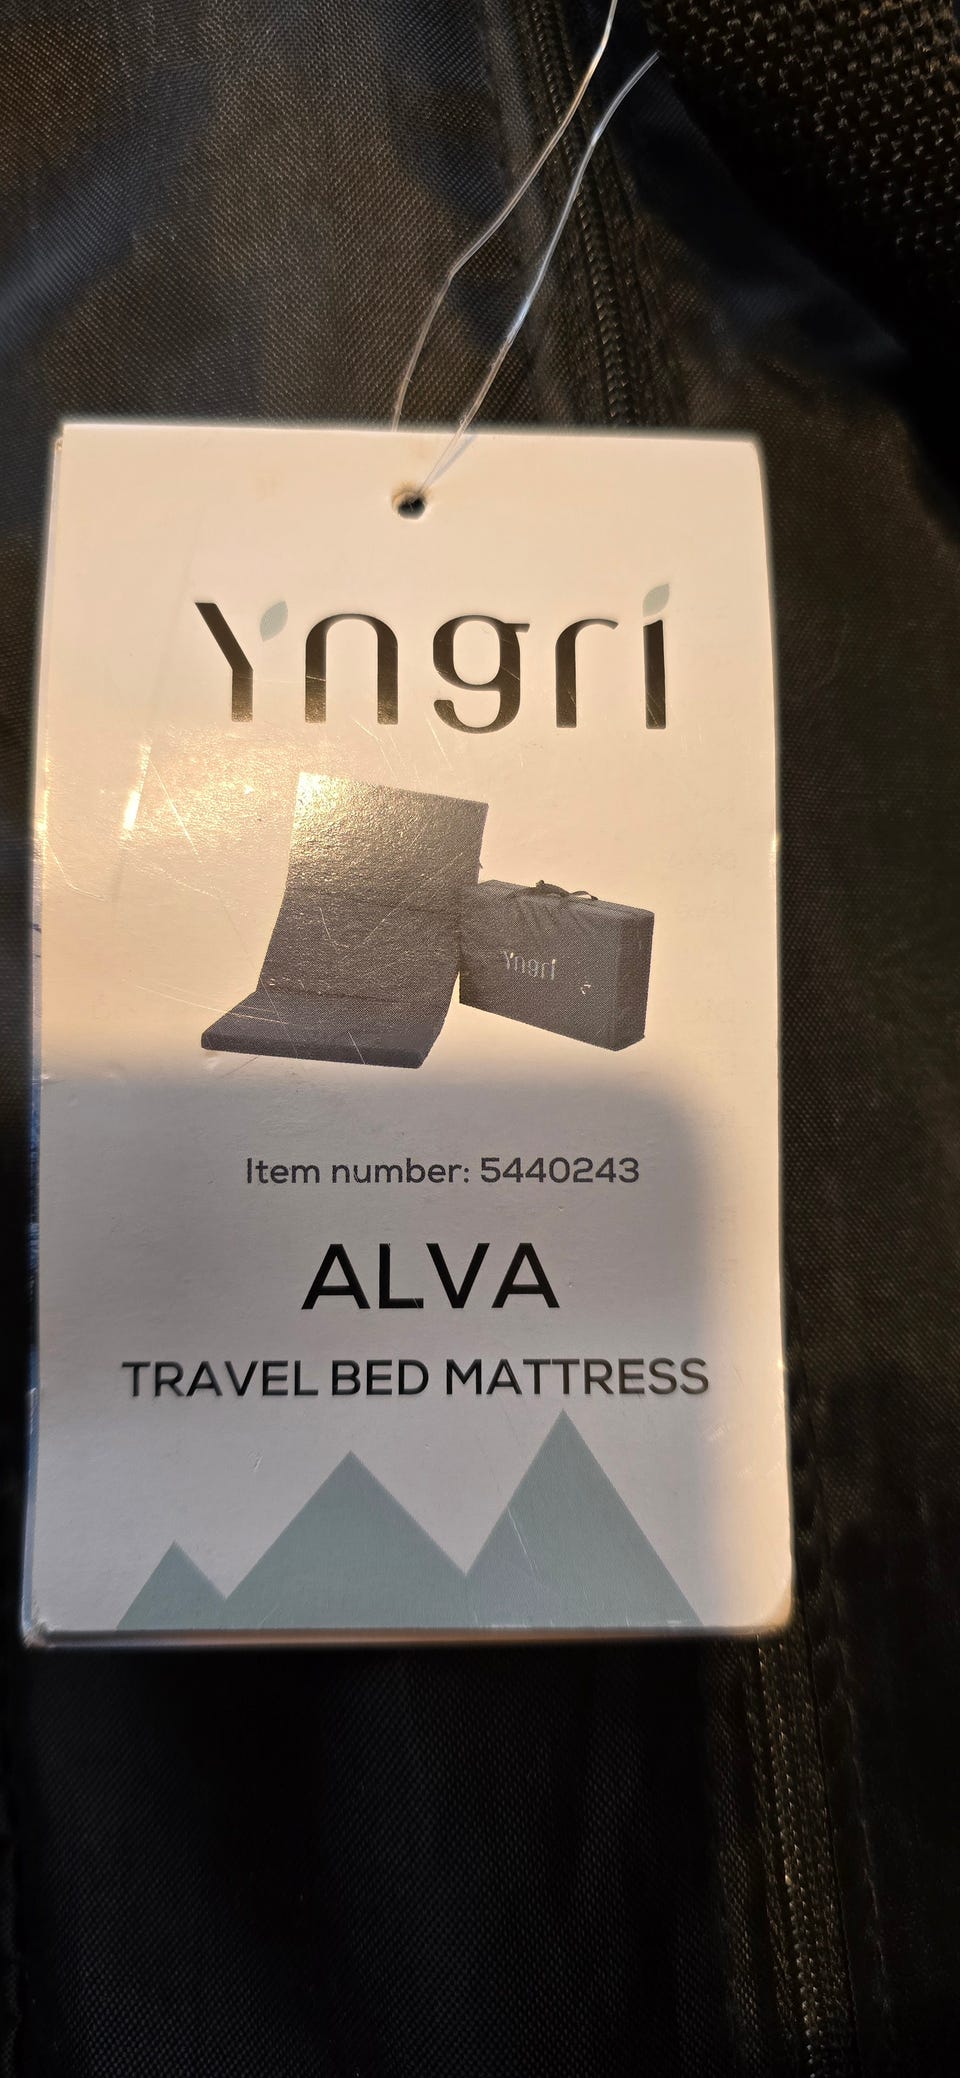 Yngri
Yngri
Item number: 5440243
ALVA
TRAVEL BED MATTRESS